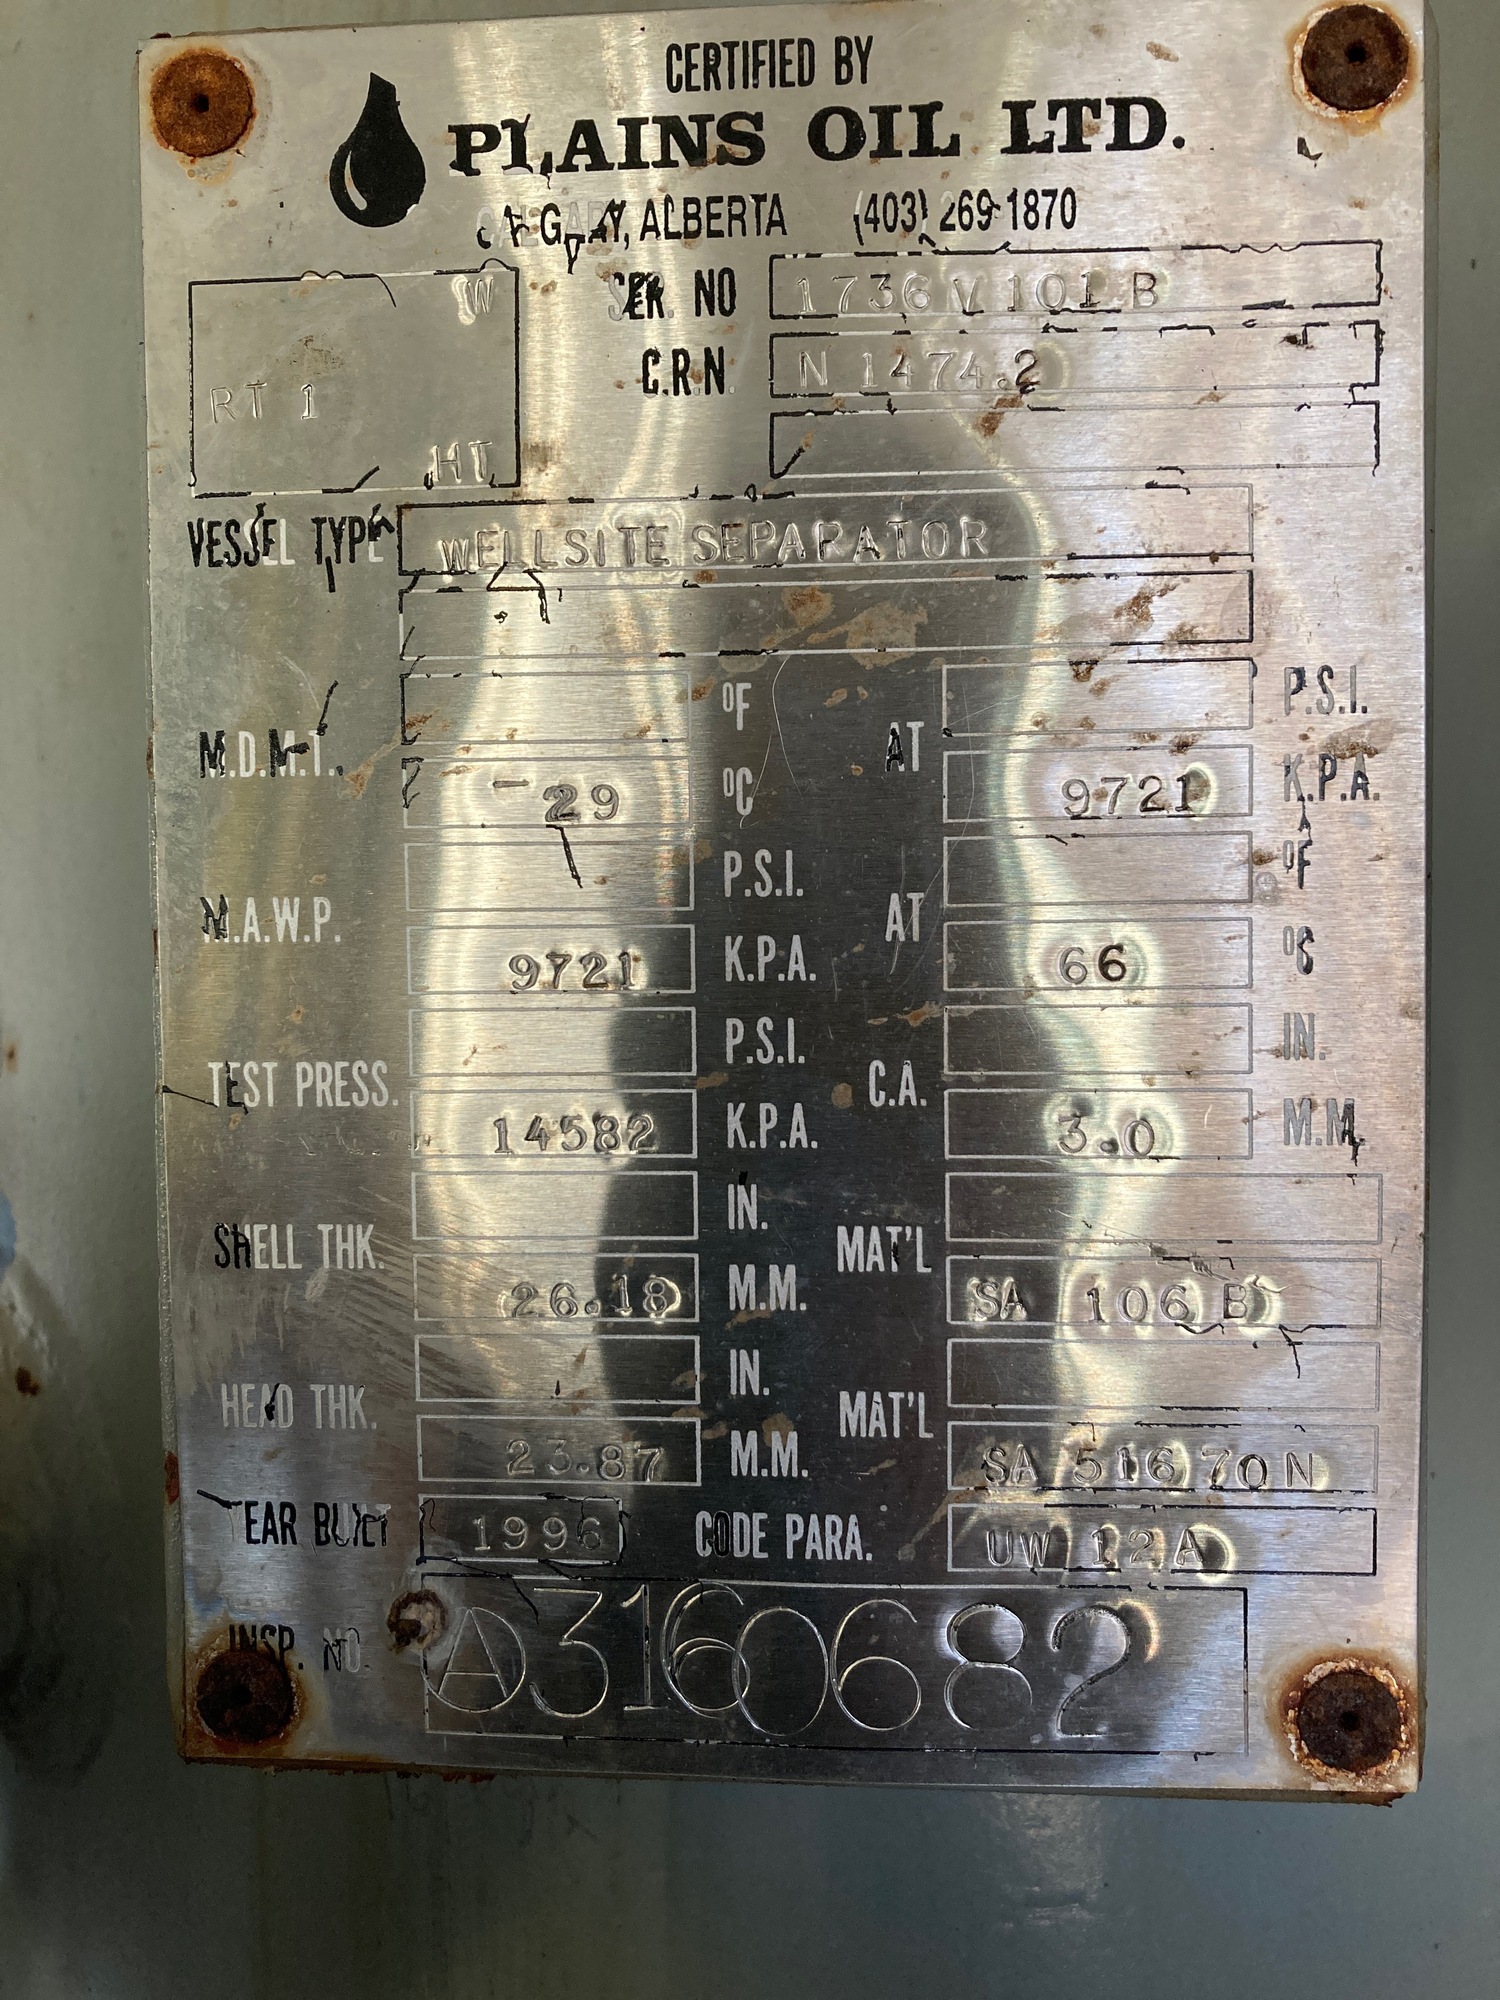 CERTIFIED BY
PLAINS OIL LTD.
CALGARY, ALBERTA (403) 269-1870
W
RT 1
HT
SER. NO 1736 V 101 B
C.R.N. N 1474.2
VESSEL TYPE WELLSITE SEPARATOR
M.D.M.T. °F AT P.S.I.
-29 °C 9721 K.P.A.
M.A.W.P. P.S.I. AT °F
9721 K.P.A. 66 °C
TEST PRESS. P.S.I. C.A. IN.
14582 K.P.A. 3.0 M.M.
SHELL THK. IN. MAT'L
26.18 M.M. SA 106 B
HEAD THK. IN. MAT'L
23.87 M.M. SA 516 70 N
YEAR BUILT 1996 CODE PARA. UW 12 A
INSP. NO. A3160682